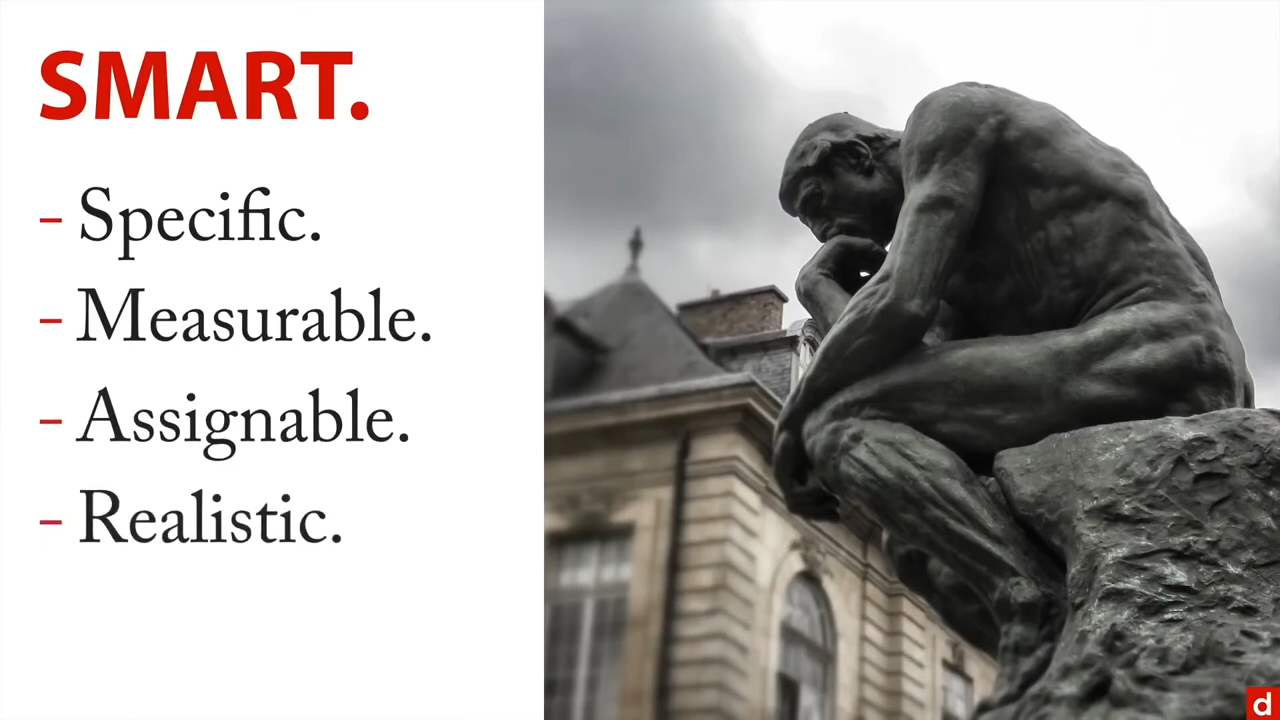 SMART.
- Specific.
- Measurable.
- Assignable.
- Realistic.
d